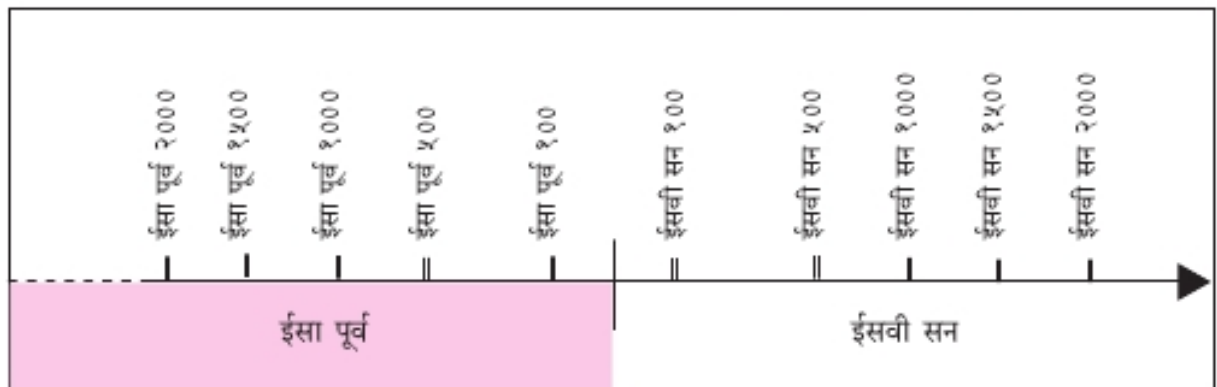 ईसा पूर्व २०००
ईसा पूर्व १५००
ईसा पूर्व १०००
ईसा पूर्व ५००
ईसा पूर्व १००
ईसवी सन १००
ईसवी सन ५००
ईसवी सन १०००
ईसवी सन १५००
ईसवी सन २०००
ईसा पूर्व
ईसवी सन